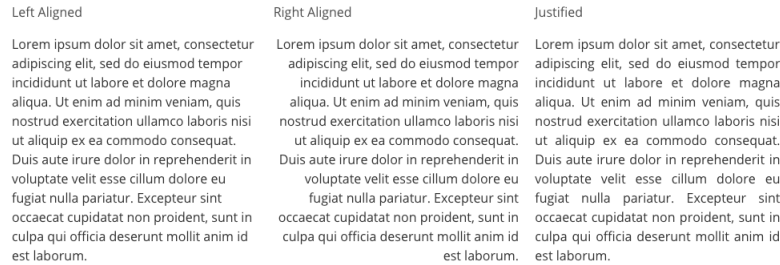 Left Aligned
Lorem ipsum dolor sit amet, consectetur
adipiscing elit, sed do eiusmod tempor
incididunt ut labore et dolore magna
aliqua. Ut enim ad minim veniam, quis
nostrud exercitation ullamco laboris nisi
ut aliquip ex ea commodo consequat.
Duis aute irure dolor in reprehenderit in
voluptate velit esse cillum dolore eu
fugiat nulla pariatur. Excepteur sint
occaecat cupidatat non proident, sunt in
culpa qui officia deserunt mollit anim id
est laborum.
Right Aligned
Lorem ipsum dolor sit amet, consectetur
adipiscing elit, sed do eiusmod tempor
incididunt ut labore et dolore magna
aliqua. Ut enim ad minim veniam, quis
nostrud exercitation ullamco laboris nisi
ut aliquip ex ea commodo consequat.
Duis aute irure dolor in reprehenderit in
voluptate velit esse cillum dolore eu
fugiat nulla pariatur. Excepteur sint
occaecat cupidatat non proident, sunt in
culpa qui officia deserunt mollit anim id
est laborum.
Justified
Lorem ipsum dolor sit amet, consectetur
adipiscing elit, sed do eiusmod tempor
incididunt ut labore et dolore magna
aliqua. Ut enim ad minim veniam, quis
nostrud exercitation ullamco laboris nisi
ut aliquip ex ea commodo consequat.
Duis aute irure dolor in reprehenderit in
voluptate velit esse cillum dolore eu
fugiat nulla pariatur. Excepteur sint
occaecat cupidatat non proident, sunt in
culpa qui officia deserunt mollit anim id
est laborum.